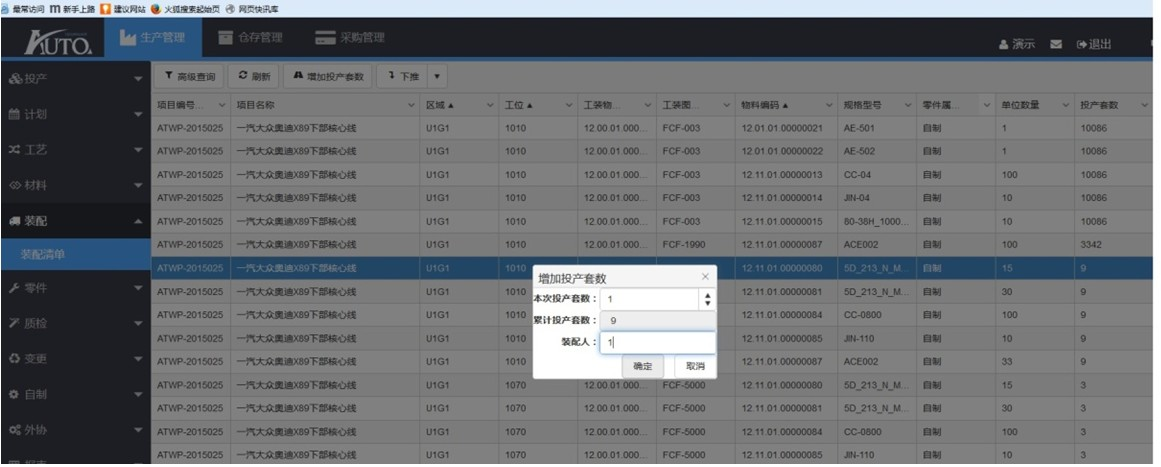 最常访问 新手上路 建议网站 火狐搜索起始页 网页快讯库
AUTO. 生产管理 仓存管理 采购管理 演示 退出
投产
计划
工艺
材料
装配
装配清单
零件
质检
变更
自制
外协
高级查询 刷新 增加投产套数 下推
项目编号... 项目名称 区域 工位 工装物... 工装图... 物料编码 规格型号 零件属... 单位数量 投产套数
ATWP-2015025 一汽大众奥迪X89下部核心线 U1G1 1010 12.00.01.000... FCF-003 12.01.01.00000021 AE-501 自制 1 10086
ATWP-2015025 一汽大众奥迪X89下部核心线 U1G1 1010 12.00.01.000... FCF-003 12.01.01.00000022 AE-502 自制 1 10086
ATWP-2015025 一汽大众奥迪X89下部核心线 U1G1 1010 12.00.01.000... FCF-003 12.11.01.00000013 CC-04 自制 100 10086
ATWP-2015025 一汽大众奥迪X89下部核心线 U1G1 1010 12.00.01.000... FCF-003 12.11.01.00000014 JIN-04 自制 10 10086
ATWP-2015025 一汽大众奥迪X89下部核心线 U1G1 1010 12.00.01.000... FCF-003 12.11.01.00000015 80-36H_1000... 自制 10 10086
ATWP-2015025 一汽大众奥迪X89下部核心线 U1G1 1010 12.00.01.000... FCF-1990 12.11.01.00000087 ACE002 自制 100 3342
ATWP-2015025 一汽大众奥迪X89下部核心线 U1G1 1010 12.11.01.00000080 5D_213_N_M... 自制 15 9
ATWP-2015025 一汽大众奥迪X89下部核心线 U1G1 1010 12.11.01.00000081 5D_213_N_M... 自制 30 9
ATWP-2015025 一汽大众奥迪X89下部核心线 U1G1 1010 12.11.01.00000084 CC-0800 自制 100 9
ATWP-2015025 一汽大众奥迪X89下部核心线 U1G1 1010 12.11.01.00000085 JIN-110 自制 10 9
ATWP-2015025 一汽大众奥迪X89下部核心线 U1G1 1010 12.11.01.00000087 ACE002 自制 33 9
ATWP-2015025 一汽大众奥迪X89下部核心线 U1G1 1070 12.00.01.000... FCF-5000 12.11.01.00000080 5D_213_N_M... 自制 15 3
ATWP-2015025 一汽大众奥迪X89下部核心线 U1G1 1070 12.00.01.000... FCF-5000 12.11.01.00000081 5D_213_N_M... 自制 30 3
ATWP-2015025 一汽大众奥迪X89下部核心线 U1G1 1070 12.00.01.000... FCF-5000 12.11.01.00000084 CC-0800 自制 100 3
ATWP-2015025 一汽大众奥迪X89下部核心线 U1G1 1070 12.00.01.000... FCF-5000 12.11.01.00000085 JIN-110 自制 10 3
增加投产套数 ×
本次投产套数： 1
累计投产套数： 9
装配人： 1
确定 取消